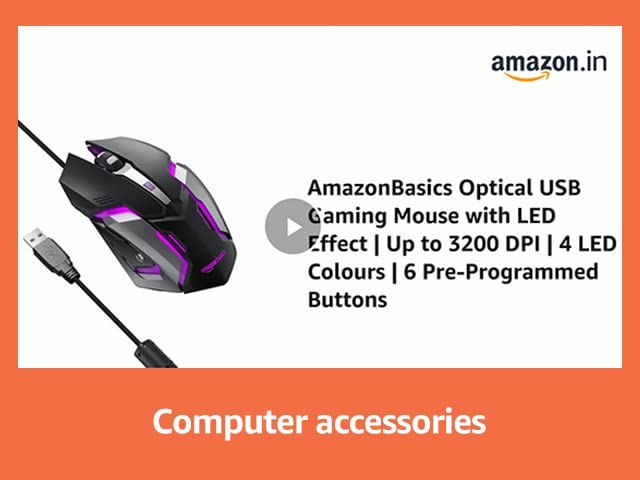 amazon.in
AmazonBasics Optical USB
Gaming Mouse with LED
Effect | Up to 3200 DPI | 4 LED
Colours | 6 Pre-Programmed
Buttons
amazonbasics
Computer accessories